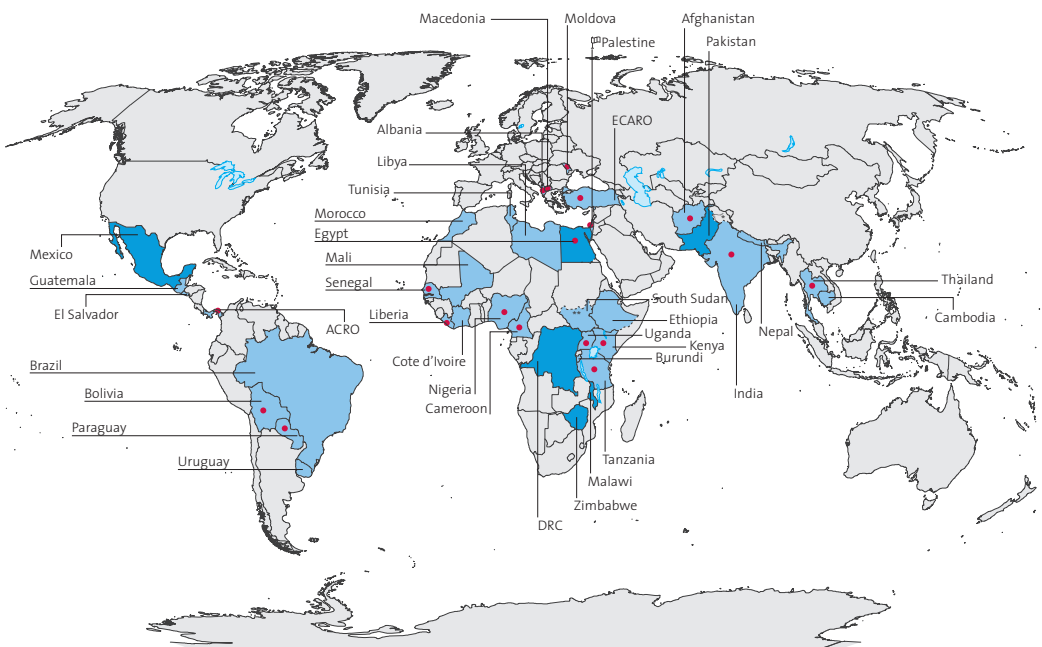 Macedonia
Moldova
Afghanistan
Palestine
Pakistan
ECARO
Albania
Libya
Tunisia
Morocco
Egypt
Mali
Senegal
Liberia
Mexico
Guatemala
El Salvador
ACRO
Brazil
Bolivia
Paraguay
Uruguay
Cote d'Ivoire
Nigeria
Cameroon
South Sudan
Ethiopia
Uganda
Kenya
Burundi
Nepal
Thailand
Cambodia
India
Tanzania
Malawi
Zimbabwe
DRC